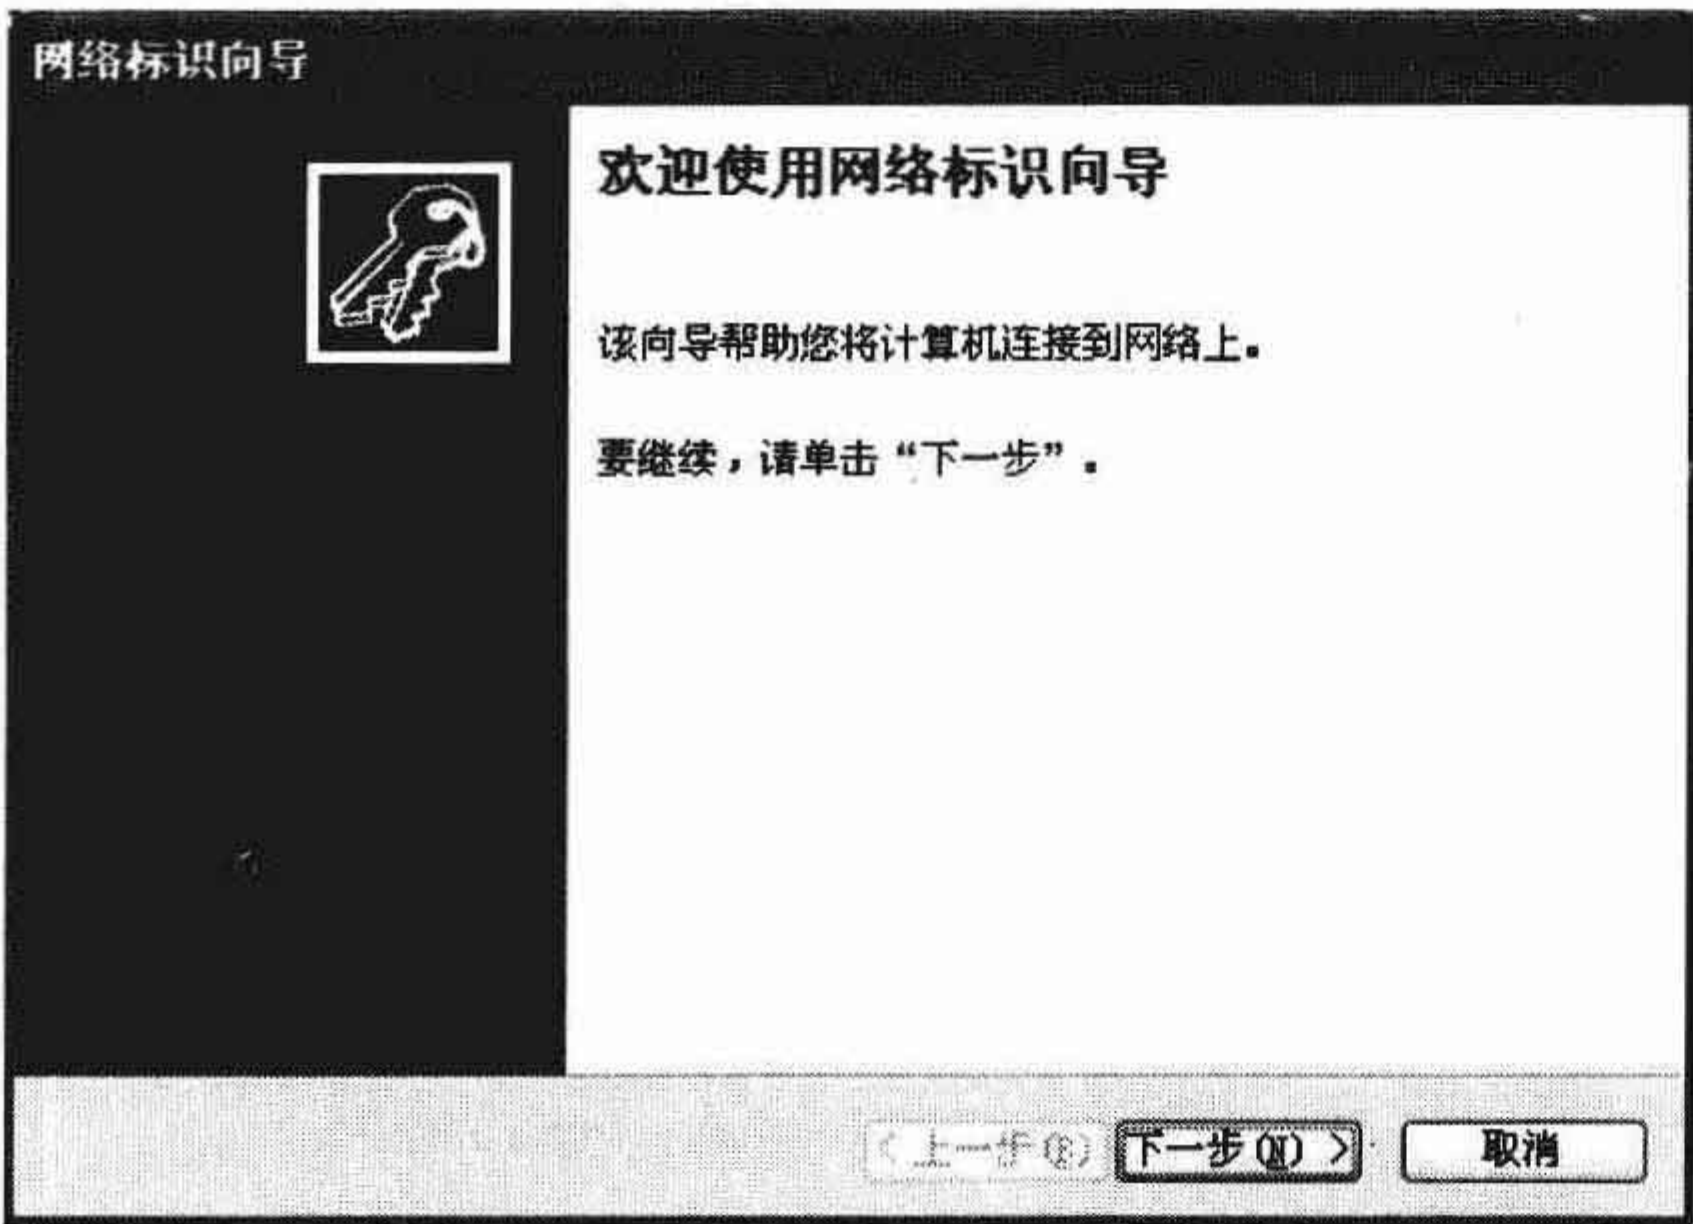 网络标识向导
欢迎使用网络标识向导
该向导帮助您将计算机连接到网络上。
要继续，请单击“下一步”。
< 上一步(B) 下一步(N) > 取消